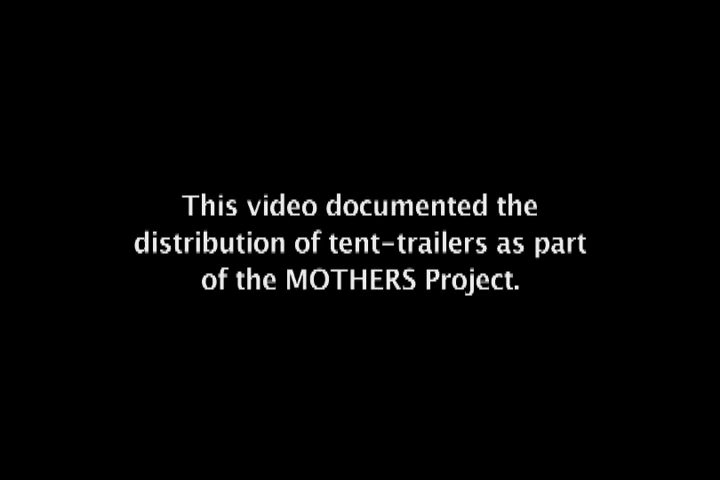 This video documented the
distribution of tent-trailers as part
of the MOTHERS Project.